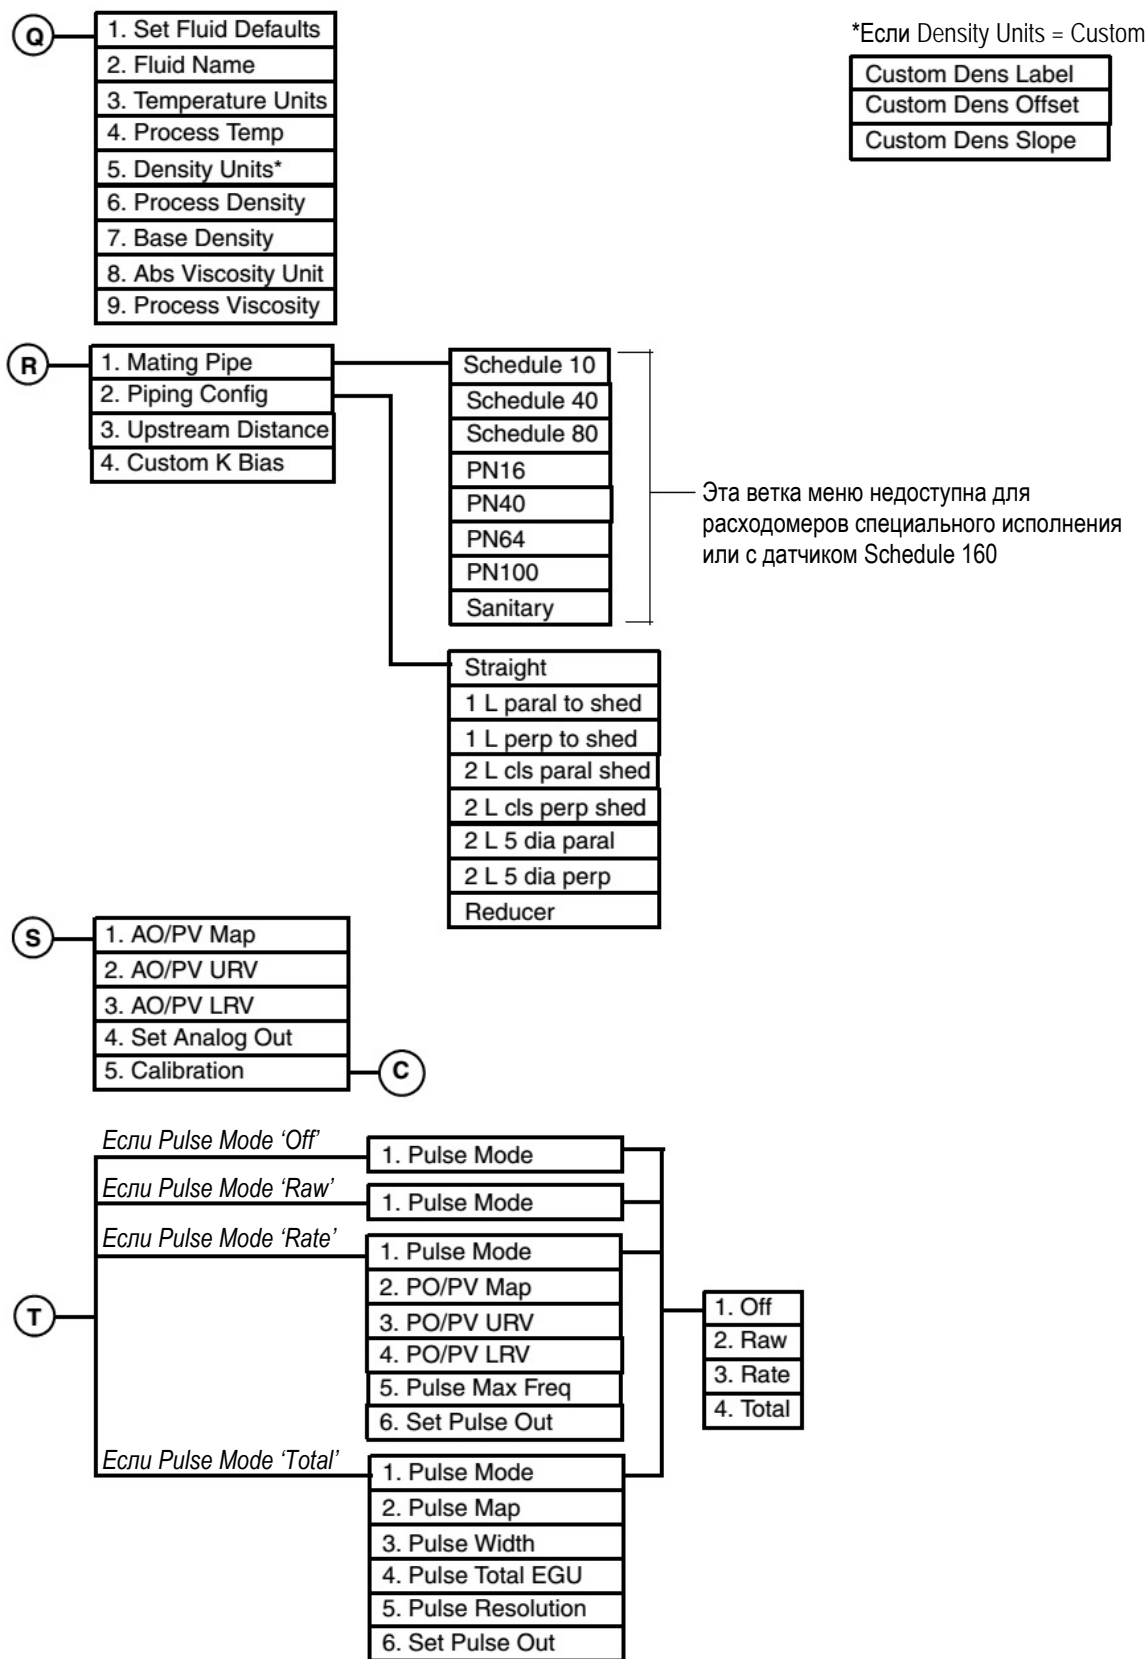 Q
1. Set Fluid Defaults
2. Fluid Name
3. Temperature Units
4. Process Temp
5. Density Units*
6. Process Density
7. Base Density
8. Abs Viscosity Unit
9. Process Viscosity
*Если Density Units = Custom
Custom Dens Label
Custom Dens Offset
Custom Dens Slope
R
1. Mating Pipe
2. Piping Config
3. Upstream Distance
4. Custom K Bias
Schedule 10
Schedule 40
Schedule 80
PN16
PN40
PN64
PN100
Sanitary
Эта ветка меню недоступна для
расходомеров специального исполнения
или с датчиком Schedule 160
Straight
1 L paral to shed
1 L perp to shed
2 L cls paral shed
2 L cls perp shed
2 L 5 dia paral
2 L 5 dia perp
Reducer
S
1. AO/PV Map
2. AO/PV URV
3. AO/PV LRV
4. Set Analog Out
5. Calibration
C
T
Если Pulse Mode ‘Off’
1. Pulse Mode
Если Pulse Mode ‘Raw’
1. Pulse Mode
Если Pulse Mode ‘Rate’
1. Pulse Mode
2. PO/PV Map
3. PO/PV URV
4. PO/PV LRV
5. Pulse Max Freq
6. Set Pulse Out
Если Pulse Mode ‘Total’
1. Pulse Mode
2. Pulse Map
3. Pulse Width
4. Pulse Total EGU
5. Pulse Resolution
6. Set Pulse Out
1. Off
2. Raw
3. Rate
4. Total